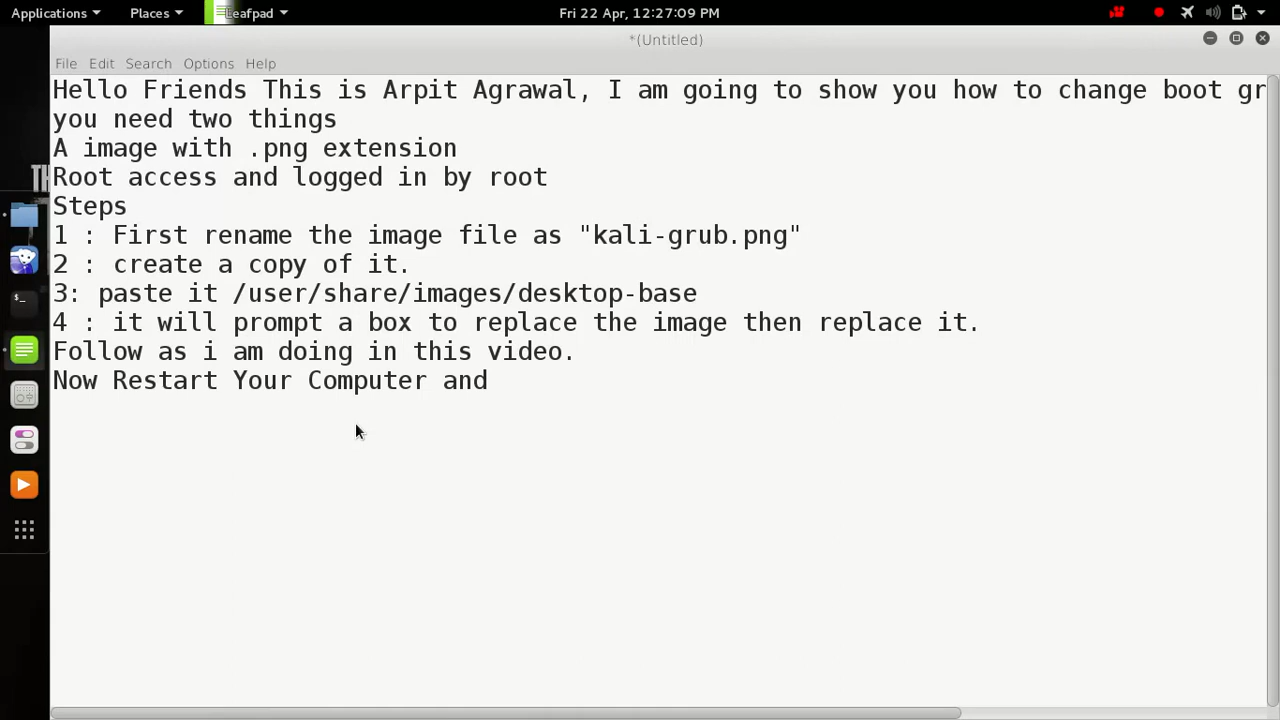 Applications Places Leafpad Fri 22 Apr, 12:27:09 PM
*(Untitled)
File Edit Search Options Help
Hello Friends This is Arpit Agrawal, I am going to show you how to change boot gr
you need two things
A image with .png extension
Root access and logged in by root
Steps
1 : First rename the image file as "kali-grub.png"
2 : create a copy of it.
3: paste it /user/share/images/desktop-base
4 : it will prompt a box to replace the image then replace it.
Follow as i am doing in this video.
Now Restart Your Computer and
TH